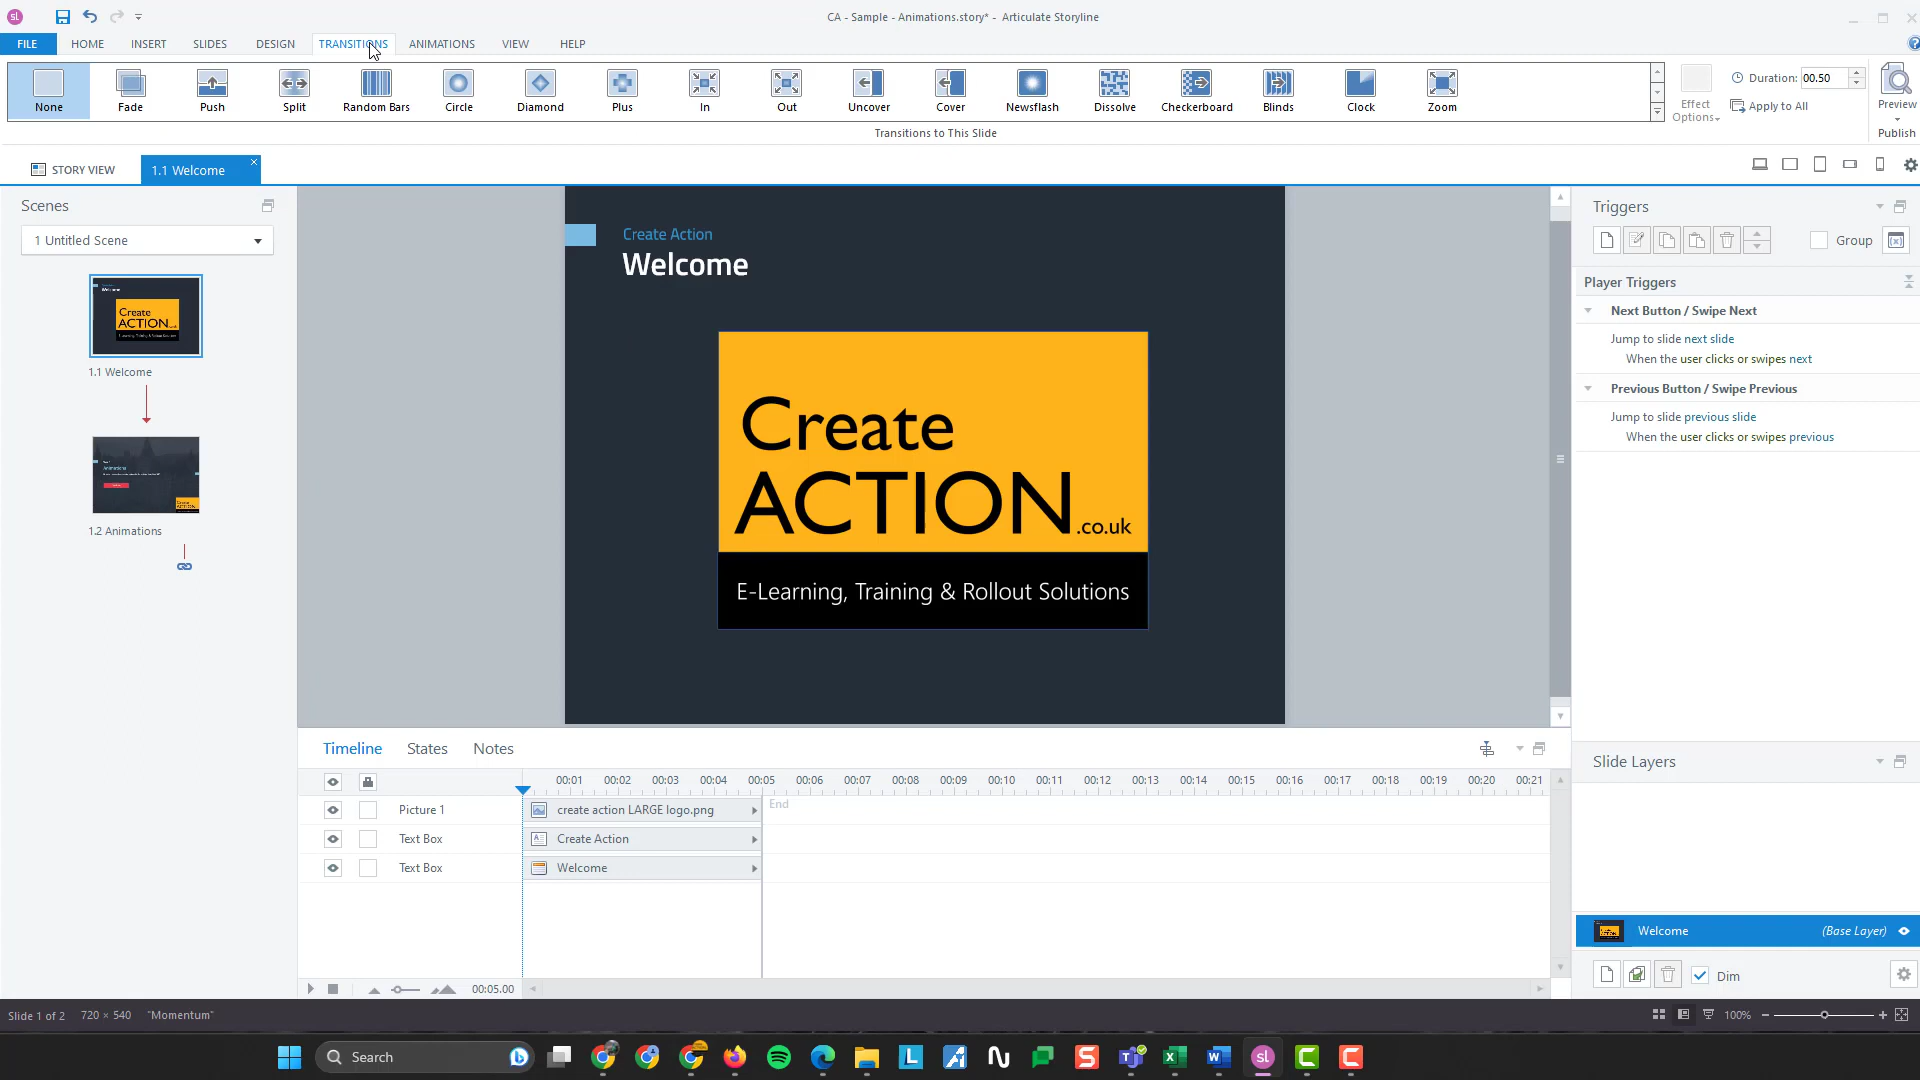 CA - Sample - Animations.story* - Articulate Storyline
FILE HOME INSERT SLIDES DESIGN TRANSITIONS ANIMATIONS VIEW HELP
None Fade Push Split Random Bars Circle Diamond Plus In Out Uncover Cover Newsflash Dissolve Checkerboard Blinds Clock Zoom
Effect Options
Duration: 00.50
Apply to All
Preview
Transitions to This Slide
Publish
STORY VIEW
1.1 Welcome
Scenes
1 Untitled Scene
1.1 Welcome
1.2 Animations
Create Action
Welcome
Create
ACTION.co.uk
E-Learning, Training & Rollout Solutions
Triggers
Group
Player Triggers
Next Button / Swipe Next
Jump to slide next slide
When the user clicks or swipes next
Previous Button / Swipe Previous
Jump to slide previous slide
When the user clicks or swipes previous
Timeline States Notes
00:01 00:02 00:03 00:04 00:05 00:06 00:07 00:08 00:09 00:10 00:11 00:12 00:13 00:14 00:15 00:16 00:17 00:18 00:19 00:20 00:21
Picture 1 create action LARGE logo.png End
Text Box Create Action
Text Box Welcome
00:05.00
Slide Layers
Welcome (Base Layer)
Dim
Slide 1 of 2 720 × 540 "Momentum"
100%
Search